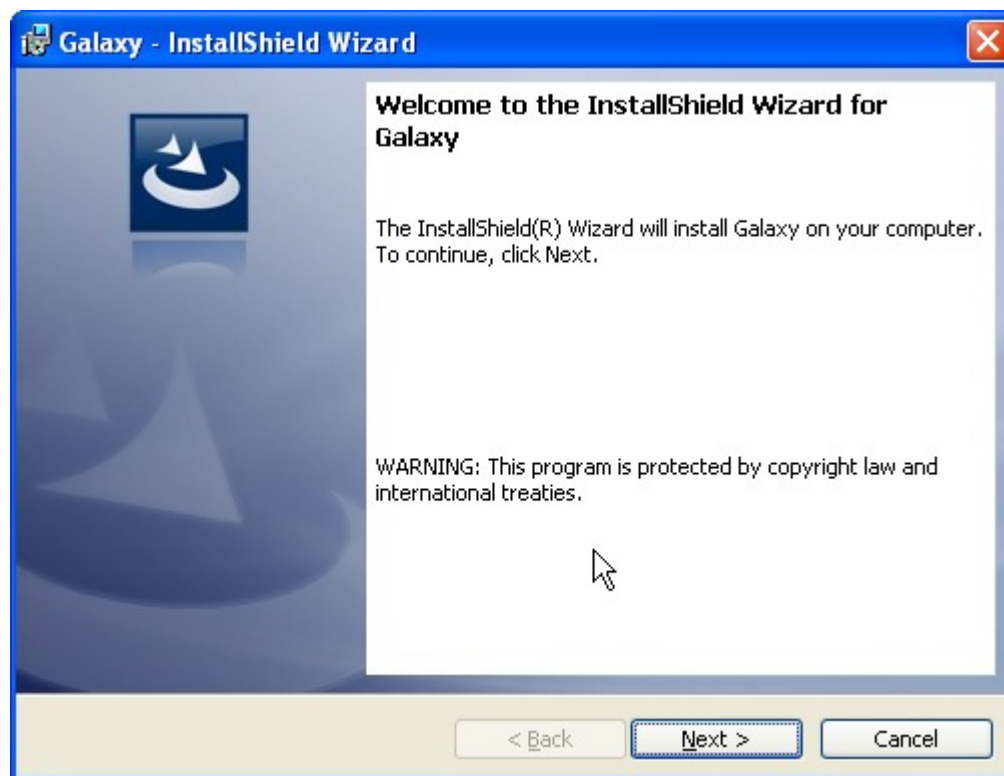 Galaxy - InstallShield Wizard
Welcome to the InstallShield Wizard for
Galaxy
The InstallShield(R) Wizard will install Galaxy on your computer.
To continue, click Next.
WARNING: This program is protected by copyright law and
international treaties.
< Back Next > Cancel